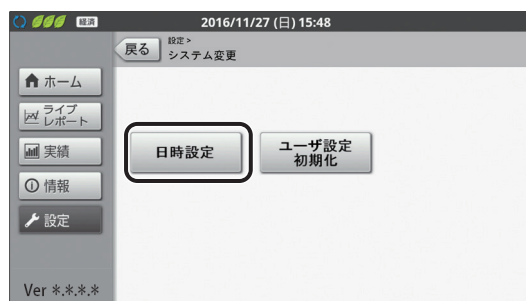 経済
2016/11/27 (日) 15:48
戻る
設定 >
システム変更
ホーム
ライブ
レポート
実績
情報
設定
日時設定
ユーザ設定
初期化
Ver *.*.*.*